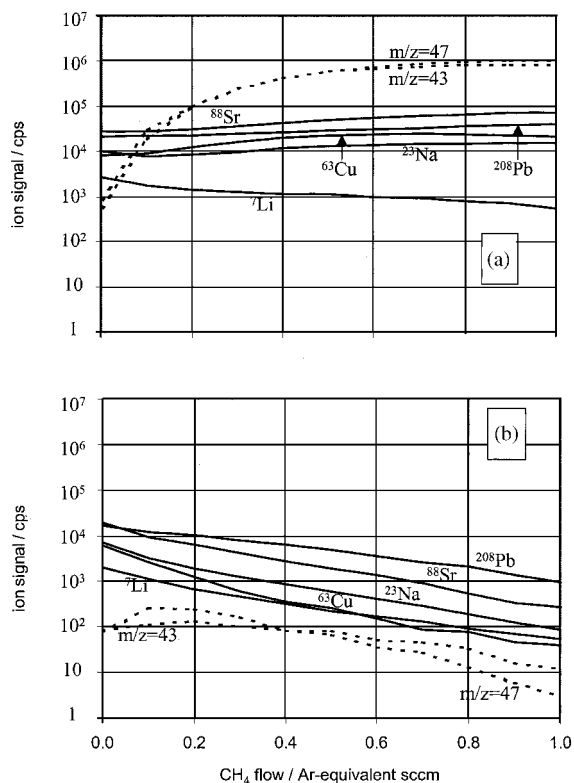 10⁷
10⁶
10⁵
10⁴
10³
10²
10
1
ion signal / cps
m/z=47
m/z=43
⁸⁸Sr
⁶³Cu
²³Na
²⁰⁸Pb
⁷Li
(a)
10⁷
10⁶
10⁵
10⁴
10³
10²
10
1
ion signal / cps
(b)
²⁰⁸Pb
⁸⁸Sr
²³Na
⁶³Cu
⁷Li
m/z=43
m/z=47
0.0 0.2 0.4 0.6 0.8 1.0
CH₄ flow / Ar-equivalent sccm